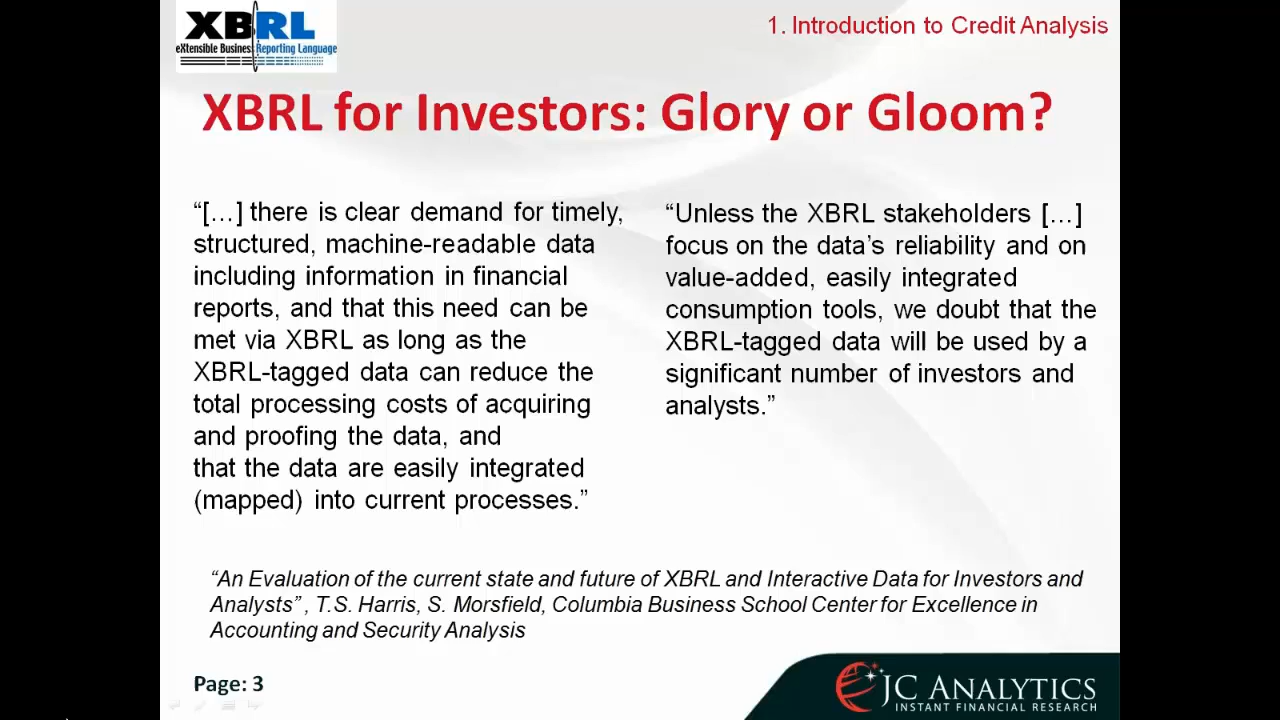 XBRL
eXtensible Business Reporting Language
1. Introduction to Credit Analysis
XBRL for Investors: Glory or Gloom?
“[…] there is clear demand for timely,
structured, machine-readable data
including information in financial
reports, and that this need can be
met via XBRL as long as the
XBRL-tagged data can reduce the
total processing costs of acquiring
and proofing the data, and
that the data are easily integrated
(mapped) into current processes.”
“Unless the XBRL stakeholders […]
focus on the data’s reliability and on
value-added, easily integrated
consumption tools, we doubt that the
XBRL-tagged data will be used by a
significant number of investors and
analysts.”
“An Evaluation of the current state and future of XBRL and Interactive Data for Investors and
Analysts” , T.S. Harris, S. Morsfield, Columbia Business School Center for Excellence in
Accounting and Security Analysis
Page: 3
JC ANALYTICS
INSTANT FINANCIAL RESEARCH